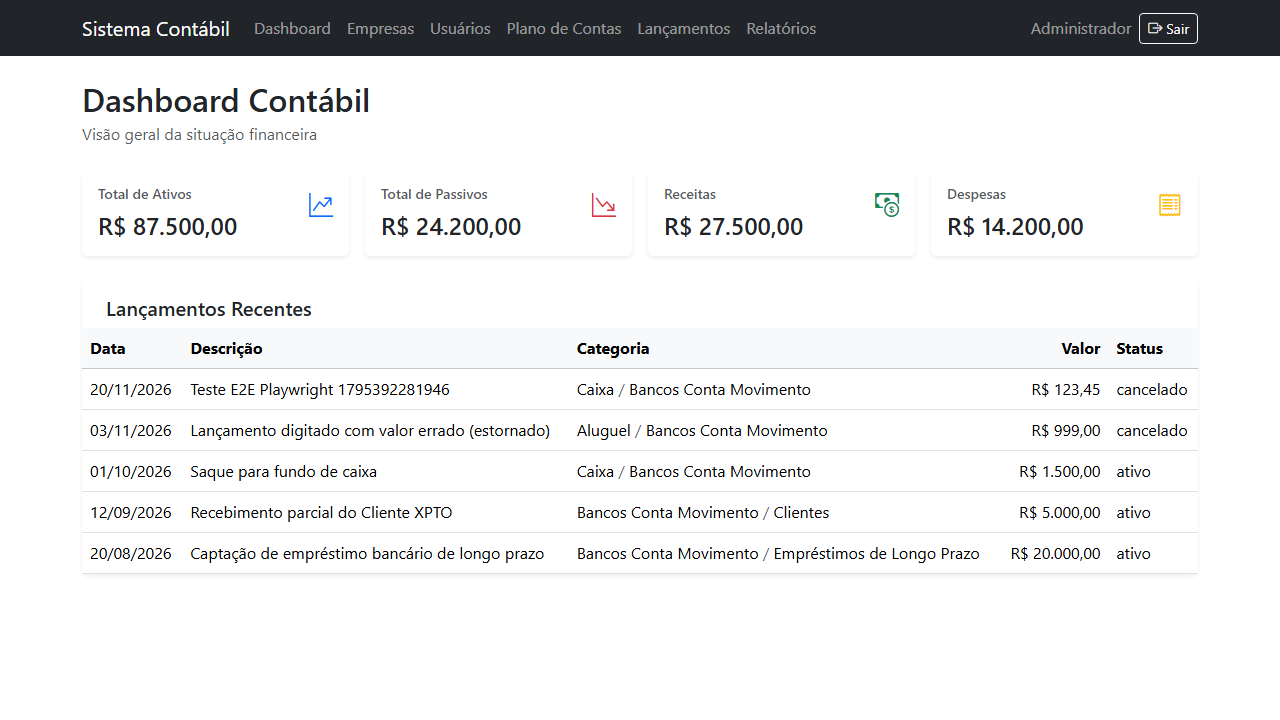 Sistema Contábil Dashboard Empresas Usuários Plano de Contas Lançamentos Relatórios Administrador Sair
Dashboard Contábil
Visão geral da situação financeira
Total de Ativos
R$ 87.500,00
Total de Passivos
R$ 24.200,00
Receitas
R$ 27.500,00
Despesas
R$ 14.200,00
Lançamentos Recentes
Data Descrição Categoria Valor Status
20/11/2026 Teste E2E Playwright 1795392281946 Caixa / Bancos Conta Movimento R$ 123,45 cancelado
03/11/2026 Lançamento digitado com valor errado (estornado) Aluguel / Bancos Conta Movimento R$ 999,00 cancelado
01/10/2026 Saque para fundo de caixa Caixa / Bancos Conta Movimento R$ 1.500,00 ativo
12/09/2026 Recebimento parcial do Cliente XPTO Bancos Conta Movimento / Clientes R$ 5.000,00 ativo
20/08/2026 Captação de empréstimo bancário de longo prazo Bancos Conta Movimento / Empréstimos de Longo Prazo R$ 20.000,00 ativo